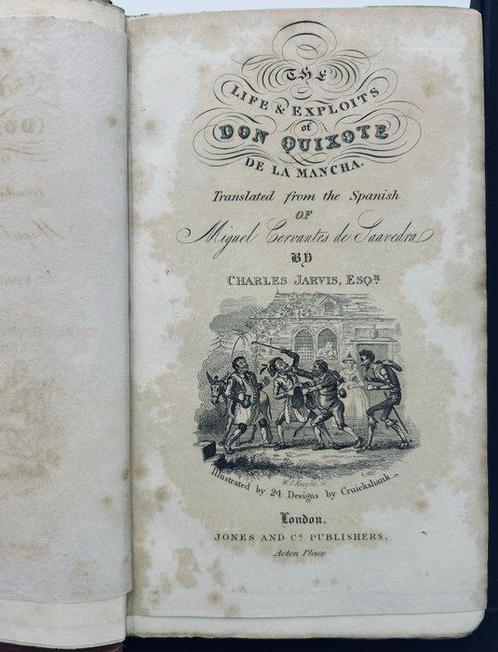 THE
LIFE & EXPLOITS
of
DON QUIXOTE
DE LA MANCHA.
Translated from the Spanish
OF
Miguel Cervantes de Saavedra
BY
CHARLES JARVIS, ESQR.
Illustrated by 24 Designs by Cruickshank
London.
JONES AND Co. PUBLISHERS,
Acton Place